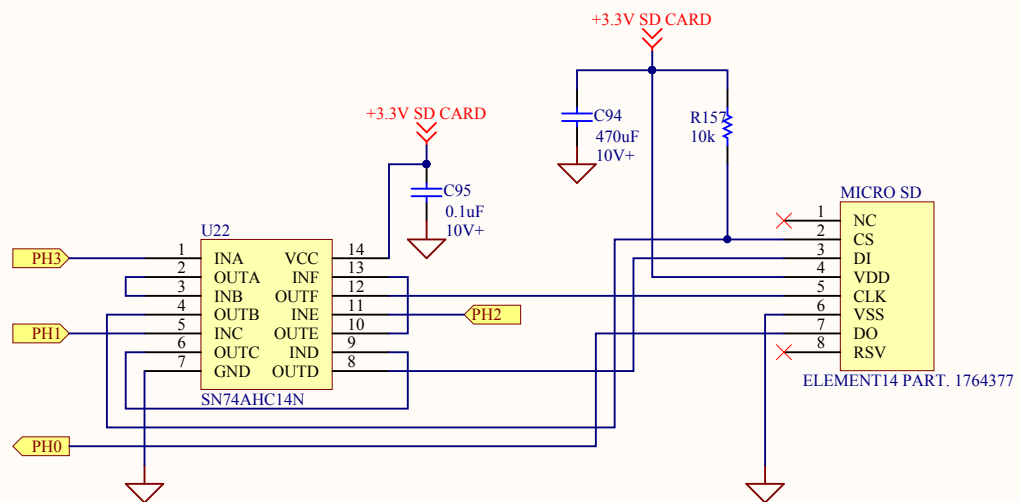 +3.3V SD CARD
C94
470uF
10V+
R157
10k
+3.3V SD CARD
C95
0.1uF
10V+
MICRO SD
1 NC
2 CS
3 DI
4 VDD
5 CLK
6 VSS
7 DO
8 RSV
ELEMENT14 PART. 1764377
U22
PH3 1 INA VCC 14
2 OUTA INF 13
3 INB OUTF 12
4 OUTB INE 11 PH2
PH1 5 INC OUTE 10
6 OUTC IND 9
7 GND OUTD 8
SN74AHC14N
PH0